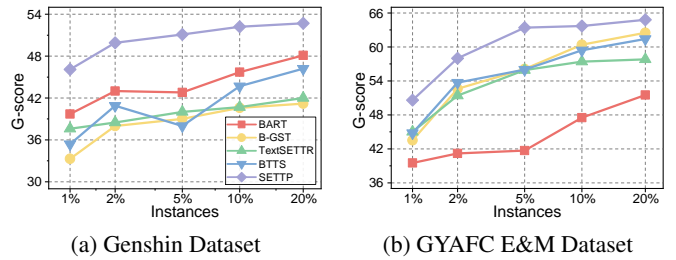 54
48
42
36
30
G-score
BART
B-GST
TextSETTR
BTTS
SETTP
1% 2% 5% 10% 20%
Instances
(a) Genshin Dataset
66
60
54
48
42
36
G-score
1% 2% 5% 10% 20%
Instances
(b) GYAFC E&M Dataset